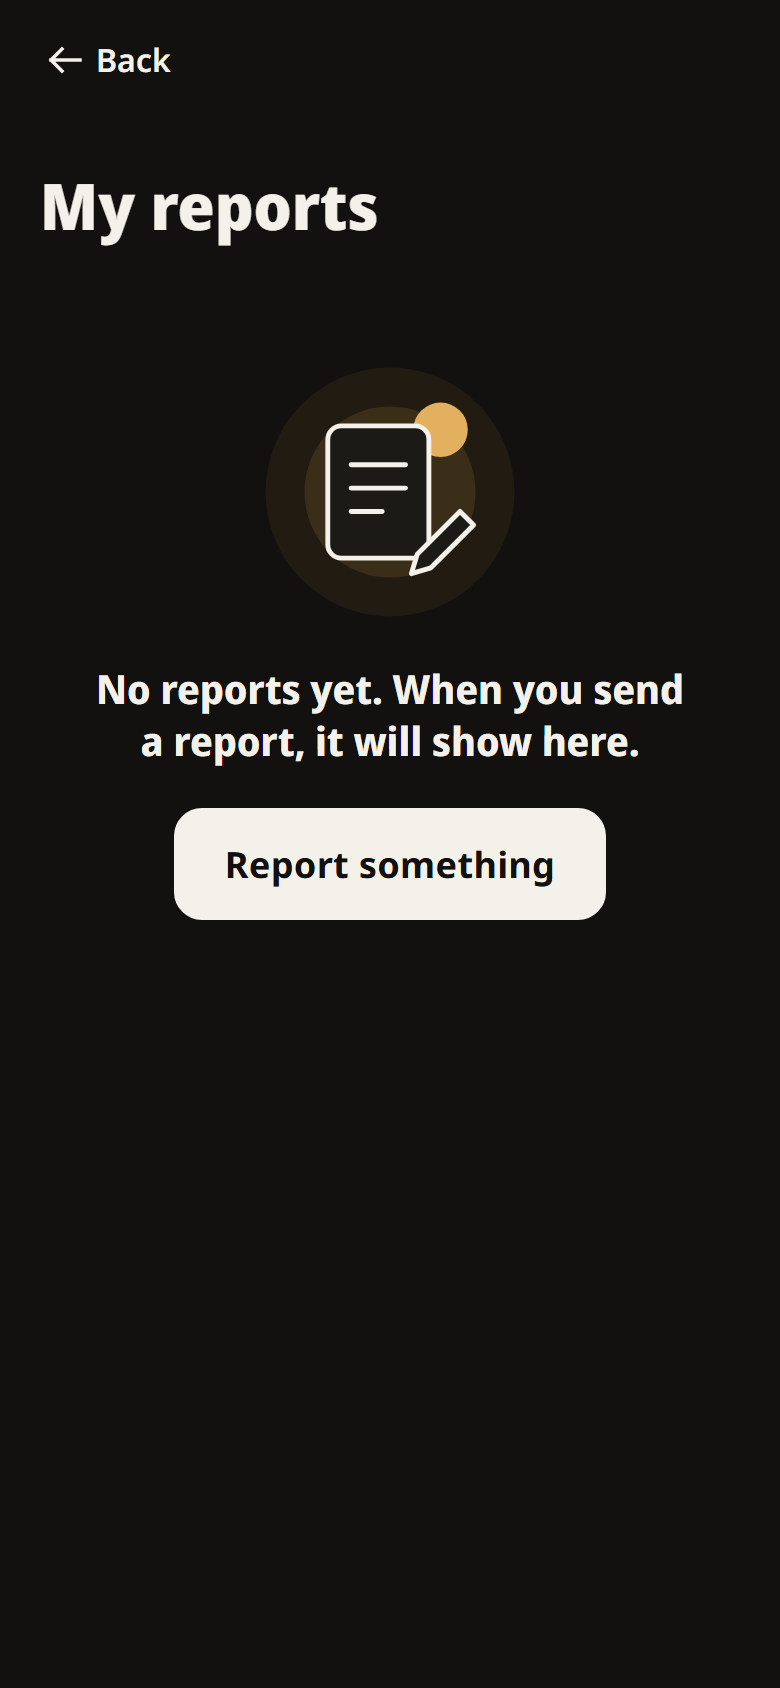 Back
My reports
No reports yet. When you send
a report, it will show here.
Report something